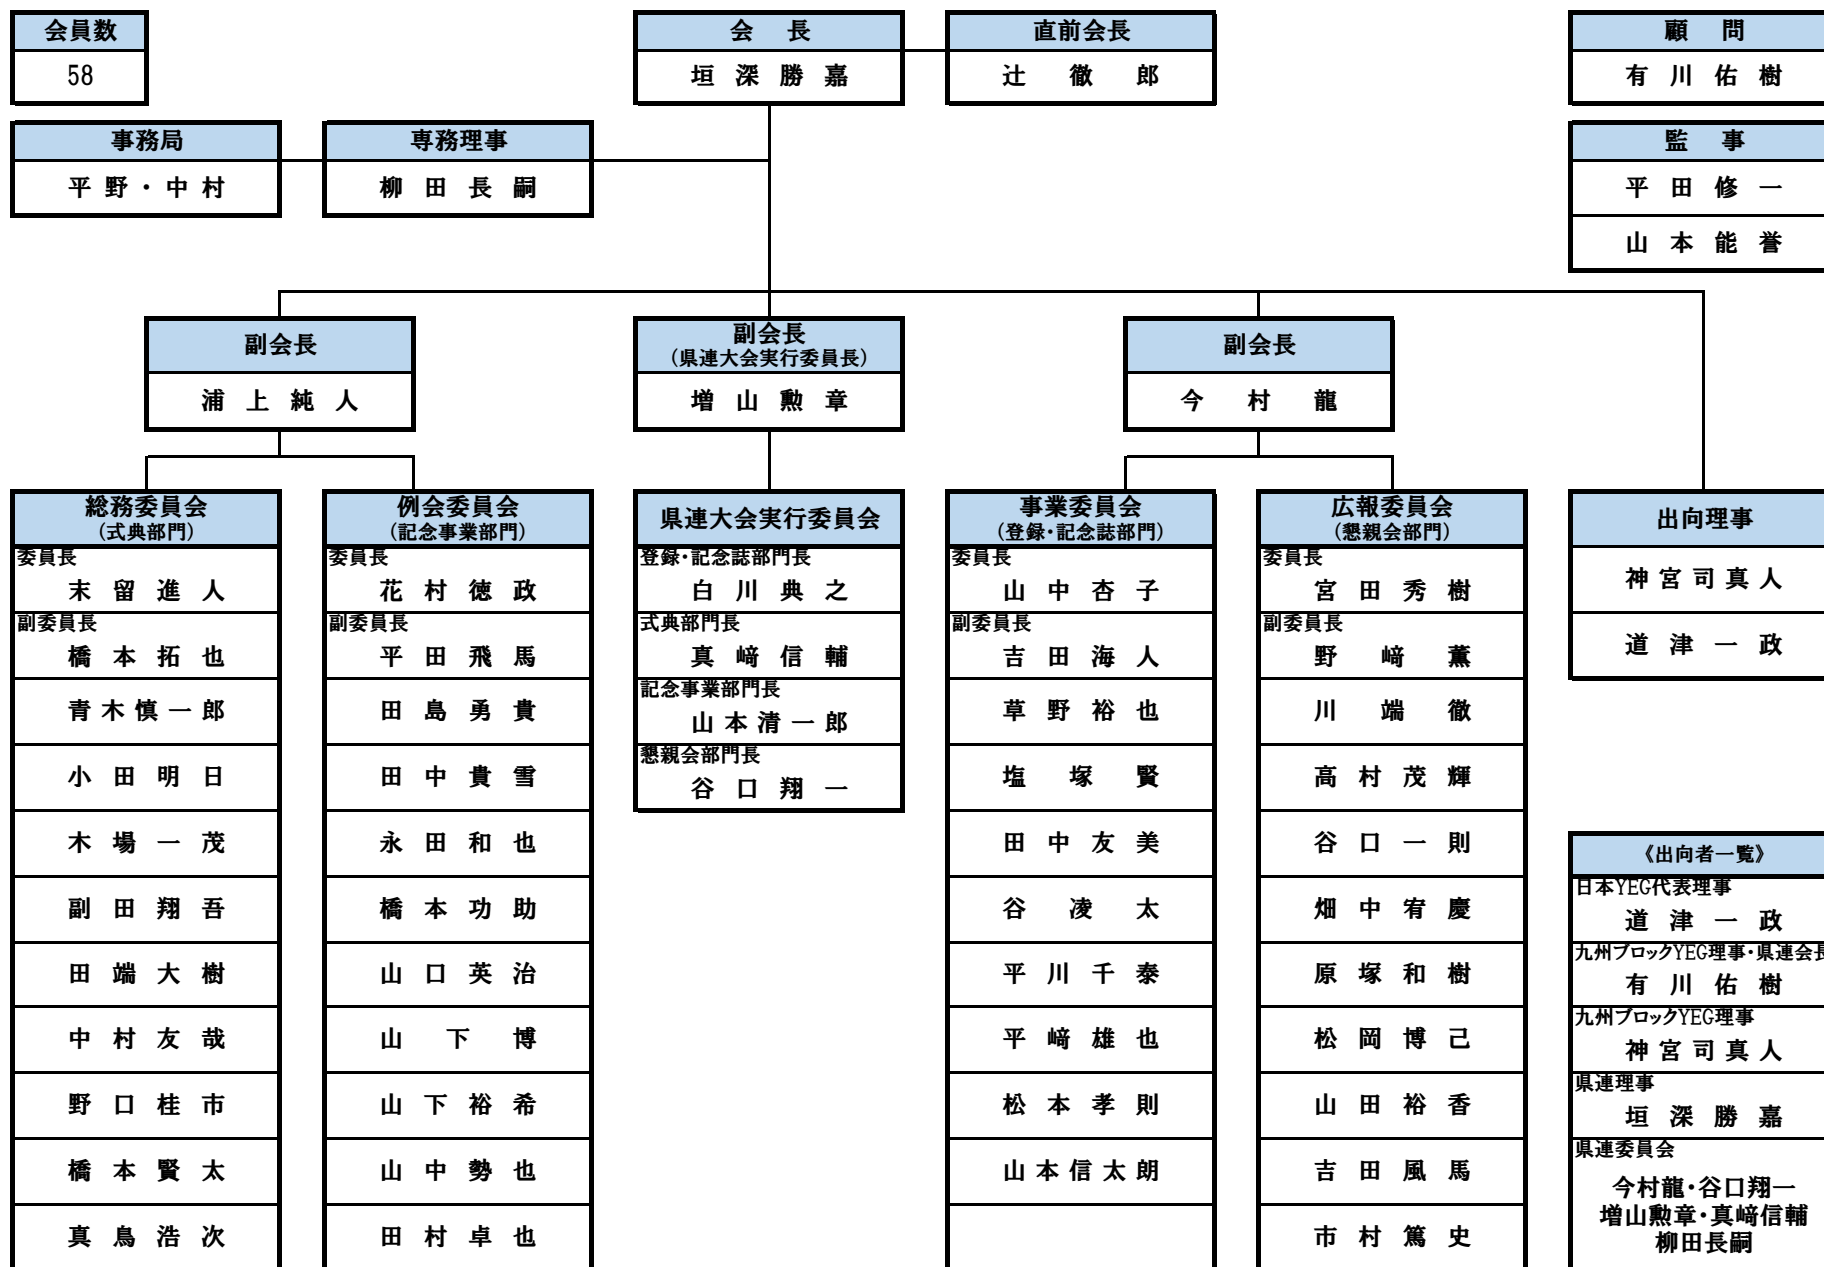 会員数
58
会　長
垣深勝嘉
直前会長
辻徹郎
顧　問
有川佑樹
事務局
平野・中村
専務理事
柳田長嗣
監　事
平田修一
山本能誉
副会長
浦上純人
副会長
(県連大会実行委員長)
増山勲章
副会長
今村龍
総務委員会
(式典部門)
委員長
末留進人
副委員長
橋本拓也
青木慎一郎
小田明日
木場一茂
副田翔吾
田端大樹
中村友哉
野口桂市
橋本賢太
真鳥浩次
例会委員会
(記念事業部門)
委員長
花村徳政
副委員長
平田飛馬
田島勇貴
田中貴雪
永田和也
橋本功助
山口英治
山下博
山下裕希
山中勢也
田村卓也
県連大会実行委員会
登録・記念誌部門長
白川典之
式典部門長
真﨑信輔
記念事業部門長
山本清一郎
懇親会部門長
谷口翔一
事業委員会
(登録・記念誌部門)
委員長
山中杏子
副委員長
吉田海人
草野裕也
塩塚賢
田中友美
谷凌太
平川千泰
平﨑雄也
松本孝則
山本信太朗
広報委員会
(懇親会部門)
委員長
宮田秀樹
副委員長
野﨑薫
川端徹
高村茂輝
谷口一則
畑中宥慶
原塚和樹
松岡博己
山田裕香
吉田風馬
市村篤史
出向理事
神宮司真人
道津一政
《出向者一覧》
日本YEG代表理事
道津一政
九州ブロックYEG理事・県連会長
有川佑樹
九州ブロックYEG理事
神宮司真人
県連理事
垣深勝嘉
県連委員会
今村龍・谷口翔一
増山勲章・真﨑信輔
柳田長嗣